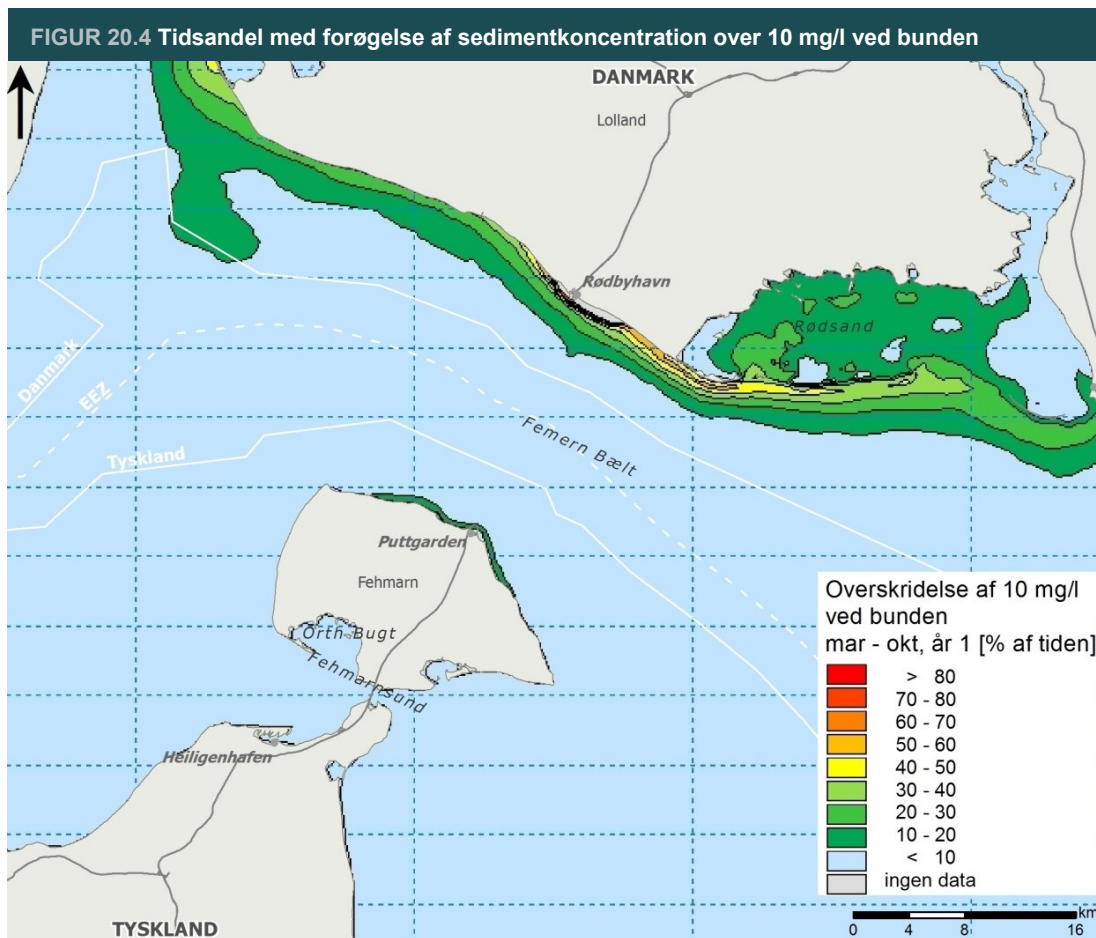 FIGUR 20.4 Tidsandel med forøgelse af sedimentkoncentration over 10 mg/l ved bunden
DANMARK
Lolland
Rødbyhavn
Rødsand
Danmark
EEZ
Tyskland
Femern Bælt
Puttgarden
Fehmarn
Orth Bugt
Fehmarnsund
Heiligenhafen
TYSKLAND
Overskridelse af 10 mg/l
ved bunden
mar - okt, år 1 [% af tiden]
> 80
70 - 80
60 - 70
50 - 60
40 - 50
30 - 40
20 - 30
10 - 20
< 10
ingen data
km
0 4 8 16